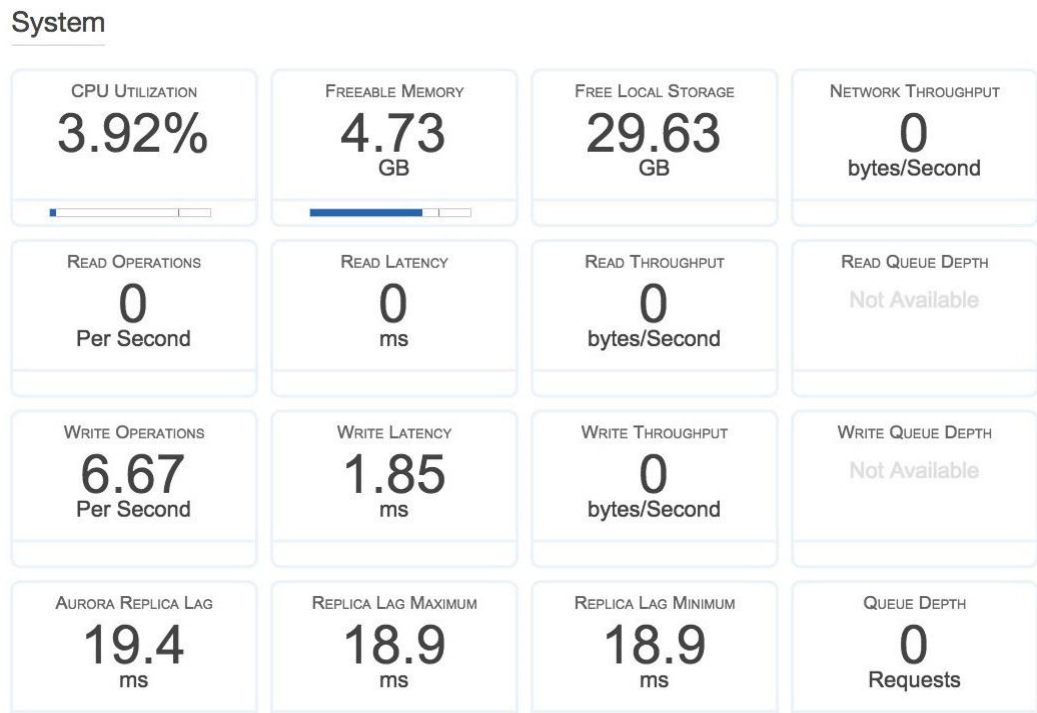 System
CPU UTILIZATION
3.92%
FREEABLE MEMORY
4.73
GB
FREE LOCAL STORAGE
29.63
GB
NETWORK THROUGHPUT
0
bytes/Second
READ OPERATIONS
0
Per Second
READ LATENCY
0
ms
READ THROUGHPUT
0
bytes/Second
READ QUEUE DEPTH
Not Available
WRITE OPERATIONS
6.67
Per Second
WRITE LATENCY
1.85
ms
WRITE THROUGHPUT
0
bytes/Second
WRITE QUEUE DEPTH
Not Available
AURORA REPLICA LAG
19.4
ms
REPLICA LAG MAXIMUM
18.9
ms
REPLICA LAG MINIMUM
18.9
ms
QUEUE DEPTH
0
Requests